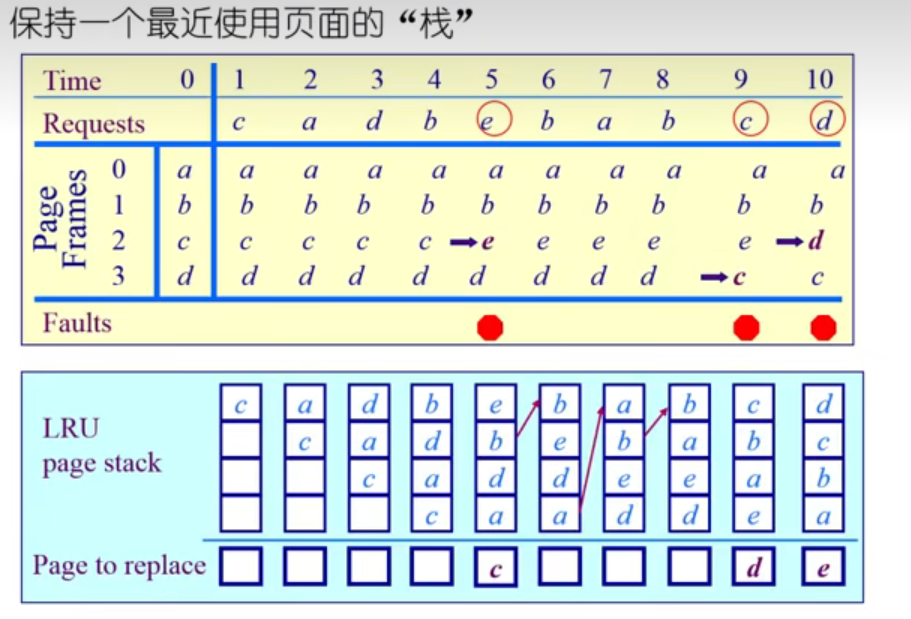 保持一个最近使用页面的“栈”
Time 0 1 2 3 4 5 6 7 8 9 10
Requests c a d b e b a b c d
Page Frames
0 a a a a a a a a a a a
1 b b b b b b b b b b b
2 c c c c c e e e e e d
3 d d d d d d d d d c c
Faults
LRU page stack
c a d b e b a b c d
c a d b e b a b c
c a d d e e a b
c a a d d e a
Page to replace c d e